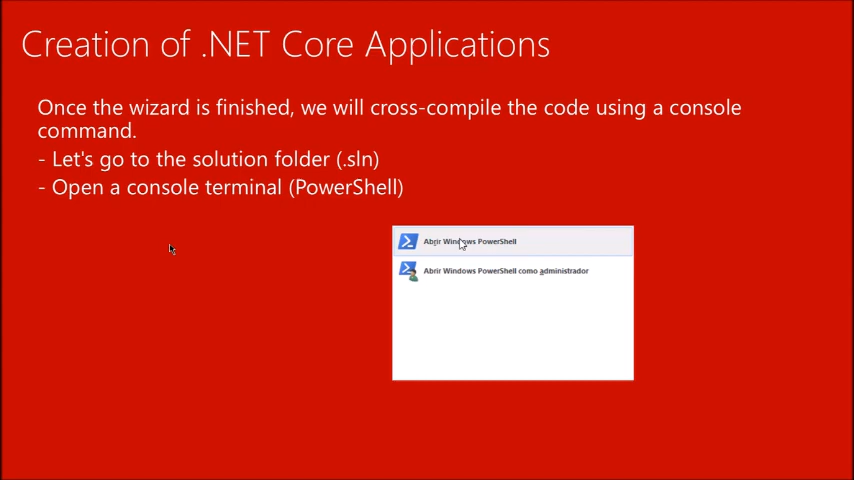 Creation of .NET Core Applications
Once the wizard is finished, we will cross-compile the code using a console
command.
- Let's go to the solution folder (.sln)
- Open a console terminal (PowerShell)
Abrir Windows PowerShell
Abrir Windows PowerShell como administrador